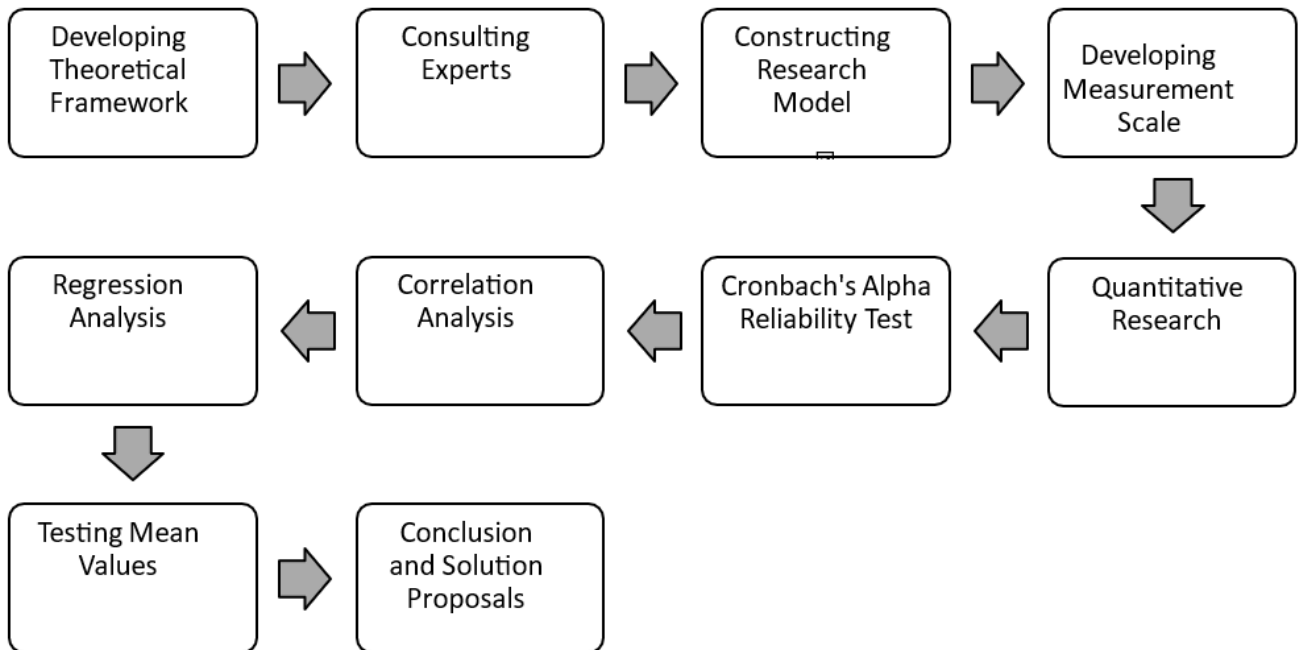 Developing
Theoretical
Framework
Consulting
Experts
Constructing
Research
Model
Developing
Measurement
Scale
Quantitative
Research
Cronbach's Alpha
Reliability Test
Correlation
Analysis
Regression
Analysis
Testing Mean
Values
Conclusion
and Solution
Proposals